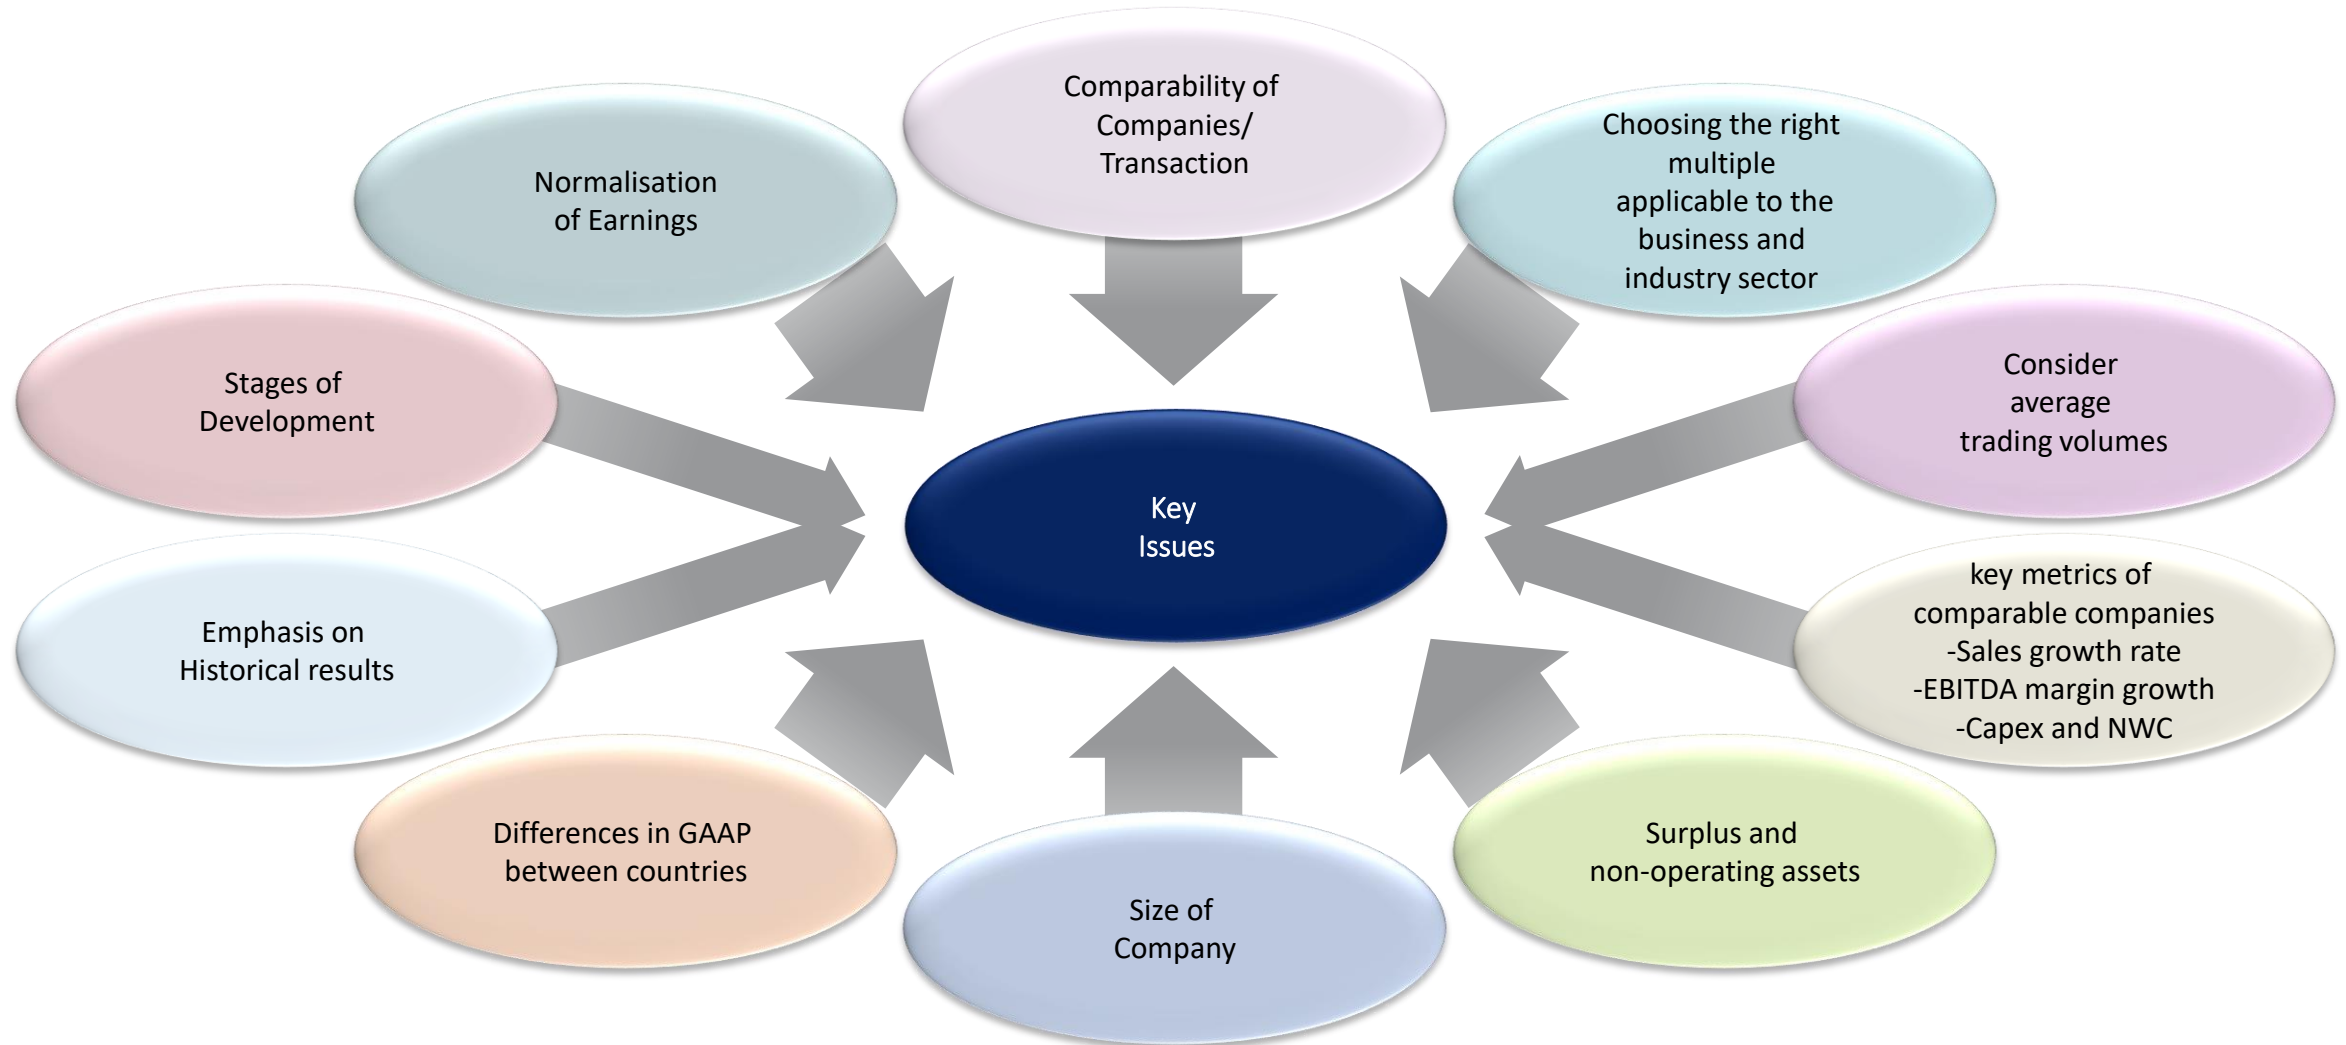 Comparability of
Companies/
Transaction
Choosing the right
multiple
applicable to the
business and
industry sector
Consider
average
trading volumes
key metrics of
comparable companies
-Sales growth rate
-EBITDA margin growth
-Capex and NWC
Surplus and
non-operating assets
Size of
Company
Differences in GAAP
between countries
Emphasis on
Historical results
Stages of
Development
Normalisation
of Earnings
Key
Issues